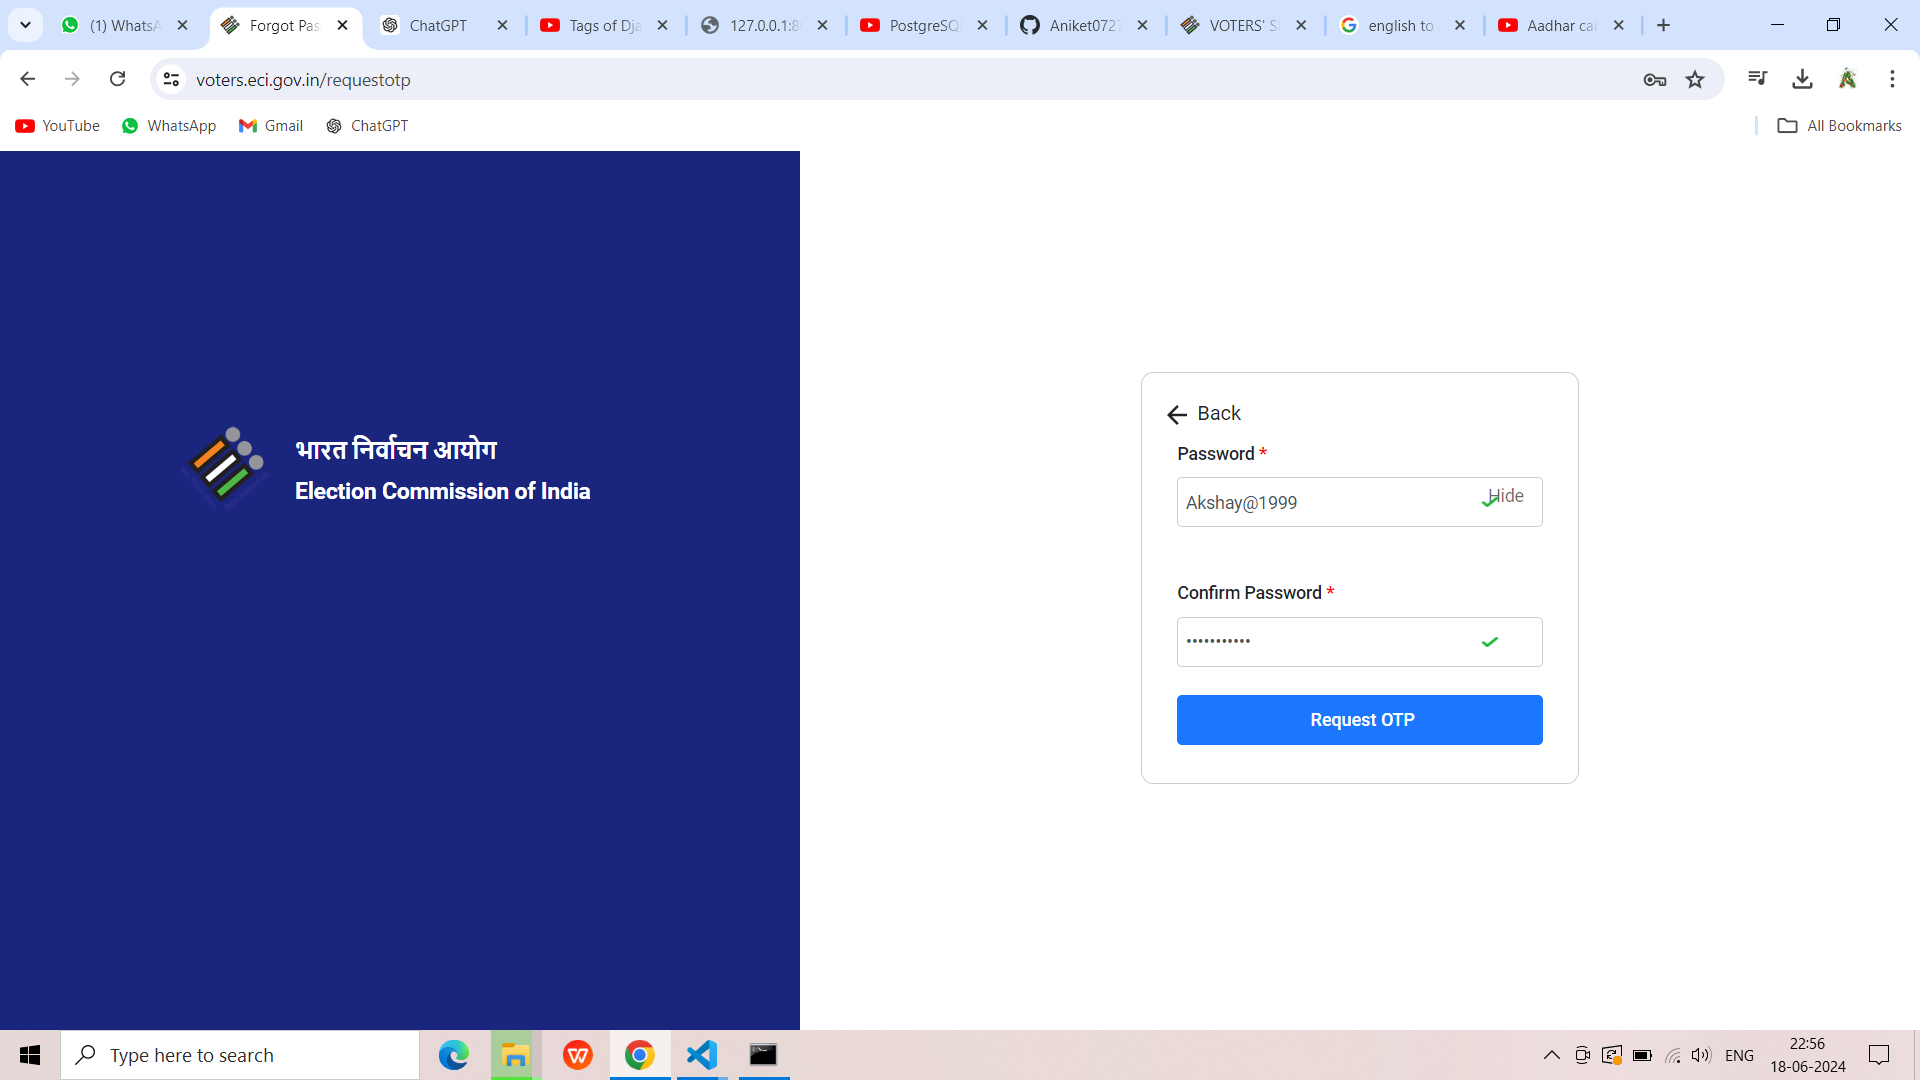 (1) WhatsA
Forgot Pas
ChatGPT
Tags of Dja
127.0.0.1:8
PostgreSQ
Aniket0727
VOTERS' S
english to
Aadhar car
voters.eci.gov.in/requestotp
YouTube
WhatsApp
Gmail
ChatGPT
All Bookmarks
भारत निर्वाचन आयोग
Election Commission of India
Back
Password *
Akshay@1999
Hide
Confirm Password *
•••••••••••
Request OTP
Type here to search
ENG
22:56
18-06-2024